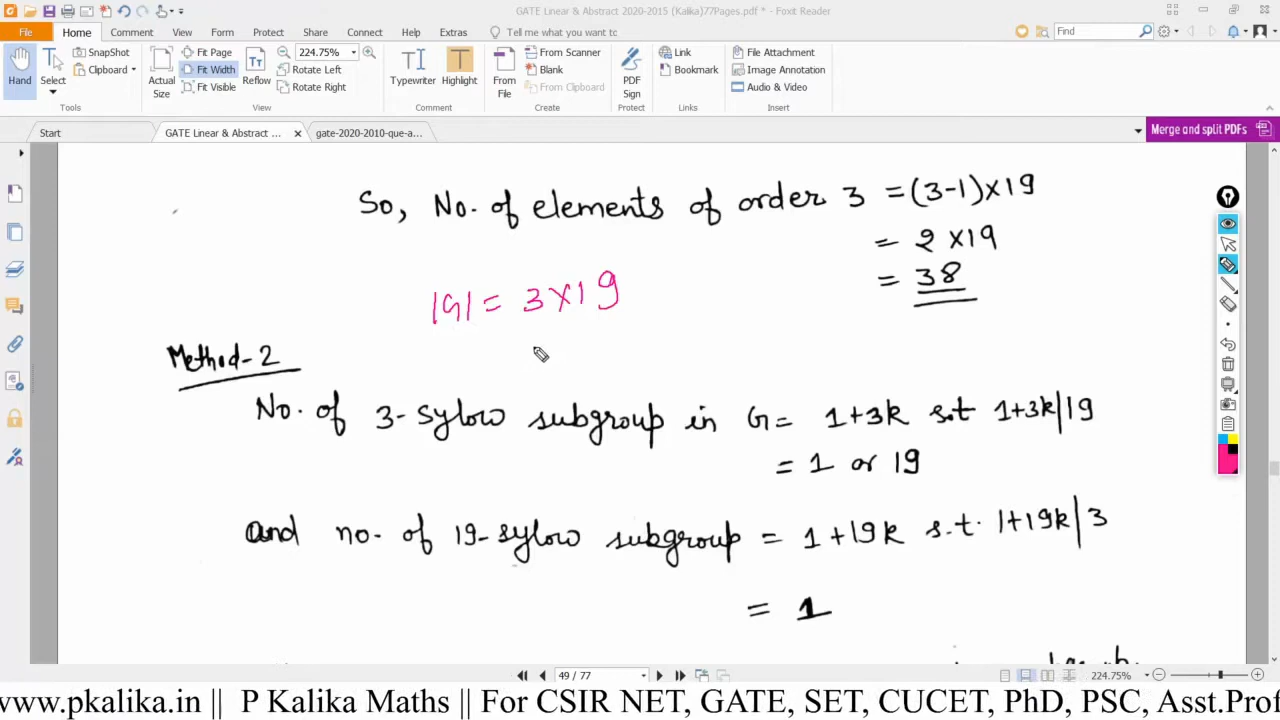 GATE Linear & Abstract 2020-2015 (Kalika)77Pages.pdf * - Foxit Reader
File Home Comment View Form Protect Share Connect Help Extras Tell me what you want tc Find
Hand Select SnapShot Clipboard Actual Size Fit Page Fit Width Fit Visible Reflow 224.75% Rotate Left Rotate Right Typewriter Highlight From File From Scanner Blank From Clipboard PDF Sign Link Bookmark File Attachment Image Annotation Audio & Video
Tools View Comment Create Protect Links Insert
Start GATE Linear & Abstract ... gate-2020-2010-que-a... Merge and split PDFs
So, No. of elements of order 3 = (3-1)×19
= 2×19
= 38
|G| = 3×19
Method-2
No. of 3-Sylow subgroup in G = 1+3k s.t 1+3k|19
= 1 or 19
and no. of 19-sylow subgroup = 1+19k s.t. 1+19k|3
= 1
49 / 77 224.75%
www.pkalika.in || P Kalika Maths || For CSIR NET, GATE, SET, CUCET, PhD, PSC, Asst.Prof